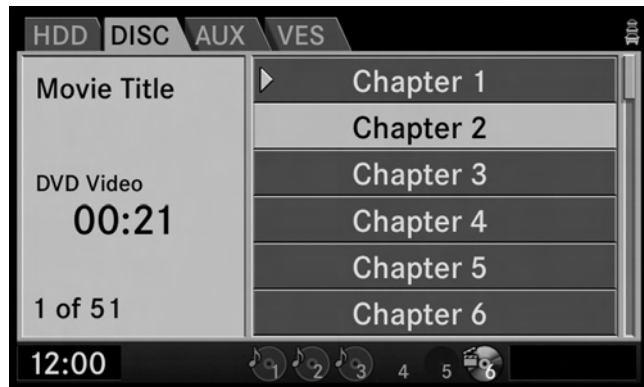 HDD DISC AUX VES
Movie Title
DVD Video
00:21
1 of 51
Chapter 1
Chapter 2
Chapter 3
Chapter 4
Chapter 5
Chapter 6
12:00
1 2 3 4 5 6